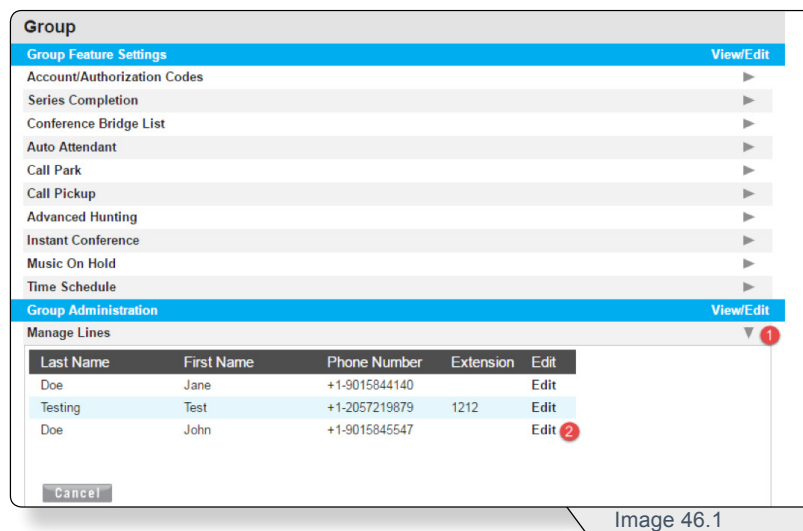 Group
Group Feature Settings View/Edit
Account/Authorization Codes
Series Completion
Conference Bridge List
Auto Attendant
Call Park
Call Pickup
Advanced Hunting
Instant Conference
Music On Hold
Time Schedule
Group Administration View/Edit
Manage Lines 1
Last Name First Name Phone Number Extension Edit
Doe Jane +1-9015844140 Edit
Testing Test +1-2057219879 1212 Edit
Doe John +1-9015845547 Edit 2
Cancel
Image 46.1